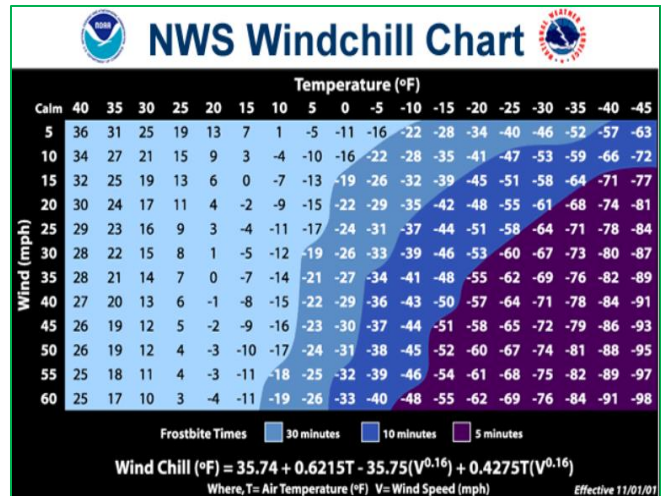 NOAA
NWS Windchill Chart
NATIONAL WEATHER SERVICE
Temperature (ºF)
Calm 40 35 30 25 20 15 10 5 0 -5 -10 -15 -20 -25 -30 -35 -40 -45
Wind (mph)
5 36 31 25 19 13 7 1 -5 -11 -16 -22 -28 -34 -40 -46 -52 -57 -63
10 34 27 21 15 9 3 -4 -10 -16 -22 -28 -35 -41 -47 -53 -59 -66 -72
15 32 25 19 13 6 0 -7 -13 -19 -26 -32 -39 -45 -51 -58 -64 -71 -77
20 30 24 17 11 4 -2 -9 -15 -22 -29 -35 -42 -48 -55 -61 -68 -74 -81
25 29 23 16 9 3 -4 -11 -17 -24 -31 -37 -44 -51 -58 -64 -71 -78 -84
30 28 22 15 8 1 -5 -12 -19 -26 -33 -39 -46 -53 -60 -67 -73 -80 -87
35 28 21 14 7 0 -7 -14 -21 -27 -34 -41 -48 -55 -62 -69 -76 -82 -89
40 27 20 13 6 -1 -8 -15 -22 -29 -36 -43 -50 -57 -64 -71 -78 -84 -91
45 26 19 12 5 -2 -9 -16 -23 -30 -37 -44 -51 -58 -65 -72 -79 -86 -93
50 26 19 12 4 -3 -10 -17 -24 -31 -38 -45 -52 -60 -67 -74 -81 -88 -95
55 25 18 11 4 -3 -11 -18 -25 -32 -39 -46 -54 -61 -68 -75 -82 -89 -97
60 25 17 10 3 -4 -11 -19 -26 -33 -40 -48 -55 -62 -69 -76 -84 -91 -98
Frostbite Times 30 minutes 10 minutes 5 minutes
Wind Chill (ºF) = 35.74 + 0.6215T - 35.75(V0.16) + 0.4275T(V0.16)
Where, T= Air Temperature (ºF) V= Wind Speed (mph)
Effective 11/01/01